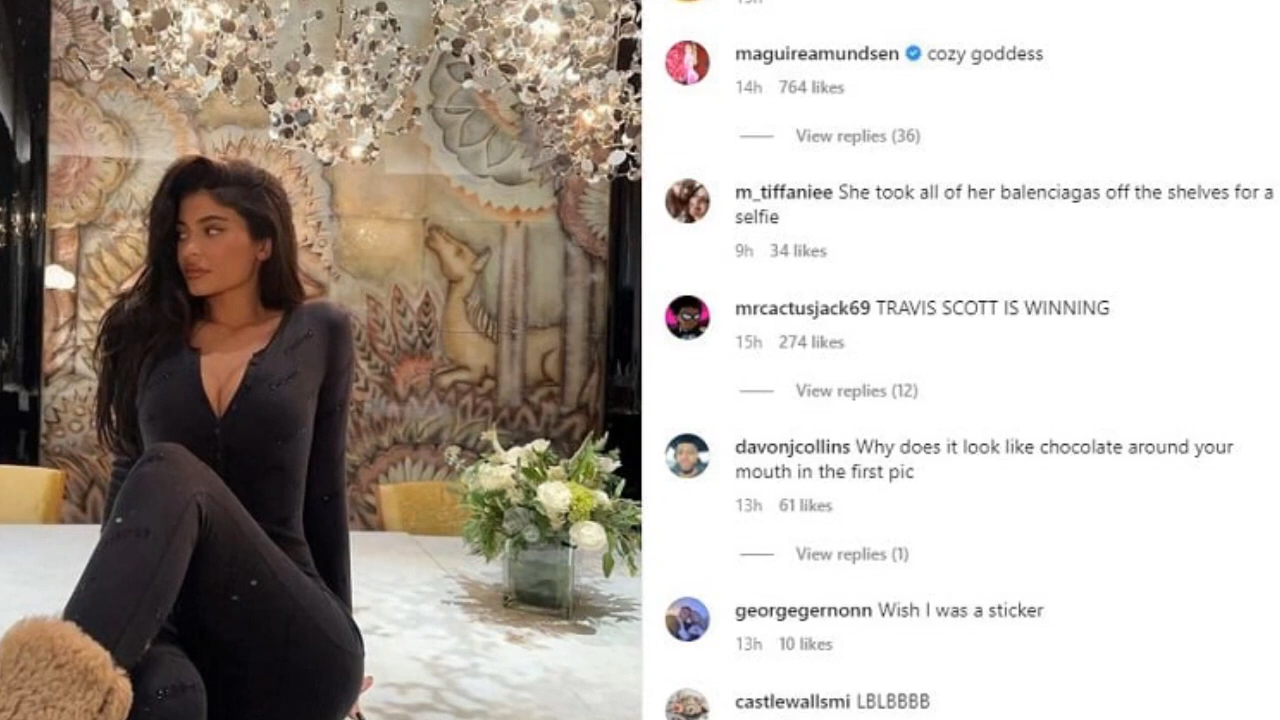 maguireamundsen cozy goddess
14h 764 likes
View replies (36)
m_tiffaniee She took all of her balenciagas off the shelves for a
selfie
9h 34 likes
mrcactusjack69 TRAVIS SCOTT IS WINNING
15h 274 likes
View replies (12)
davonjcollins Why does it look like chocolate around your
mouth in the first pic
13h 61 likes
View replies (1)
georgegernonn Wish I was a sticker
13h 10 likes
castlewallsmi LBLBBBB